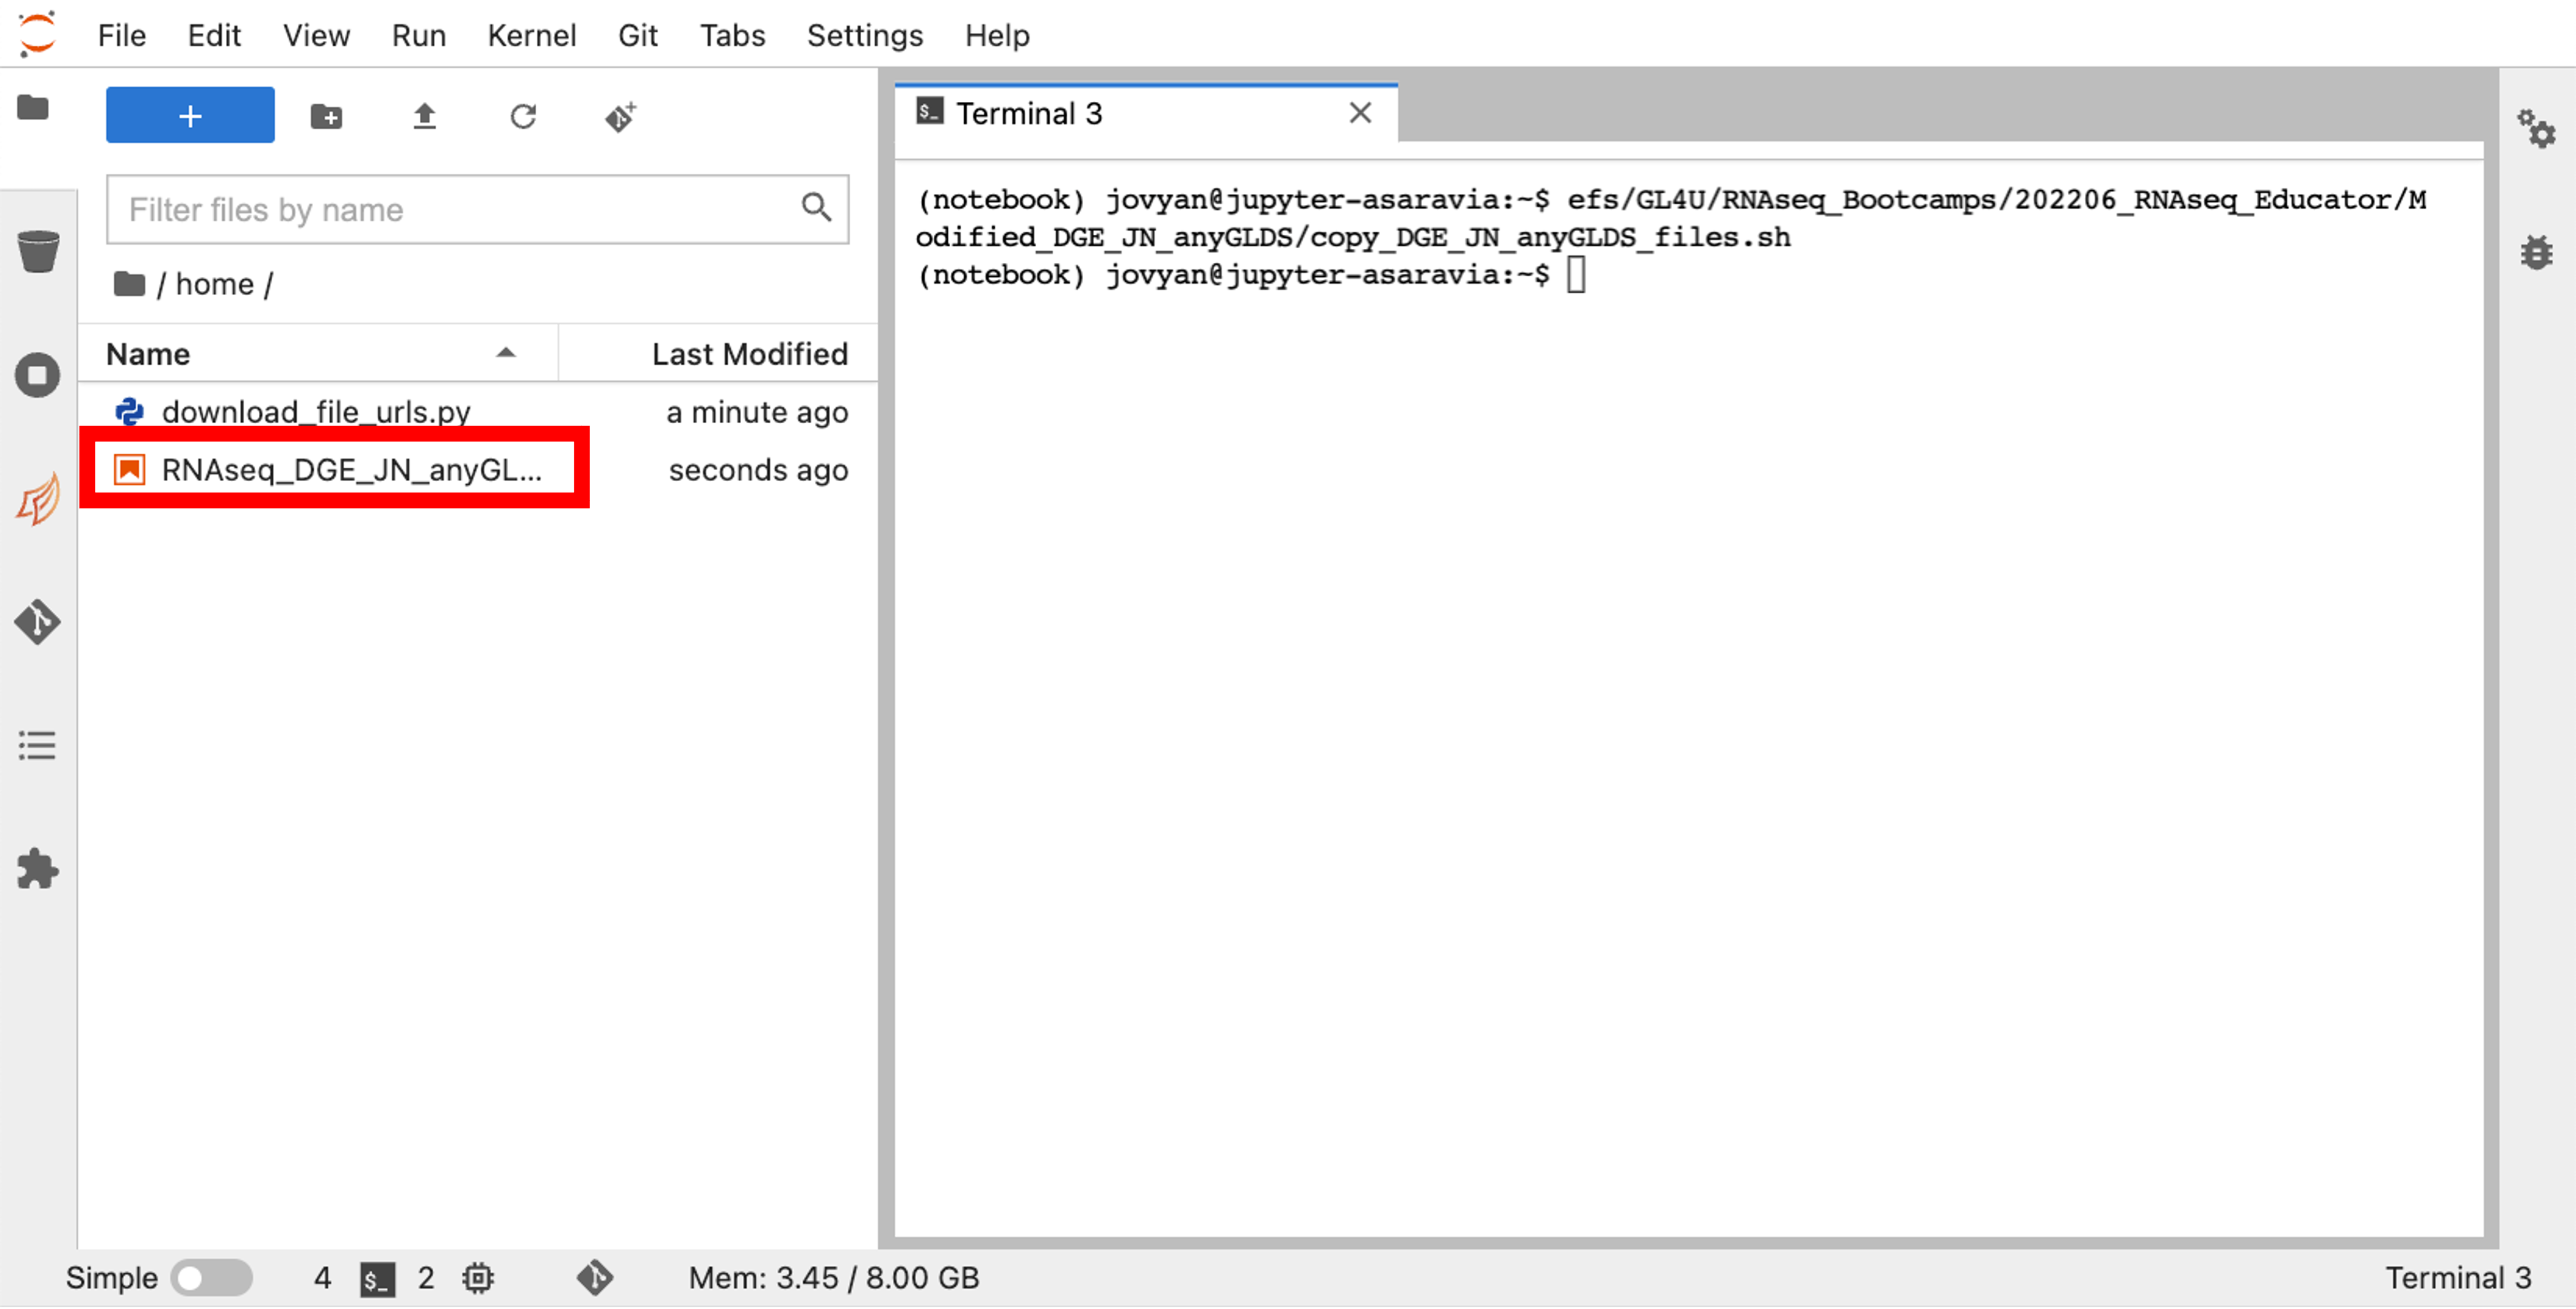 File Edit View Run Kernel Git Tabs Settings Help
+
Filter files by name
/ home /
Name Last Modified
download_file_urls.py a minute ago
RNAseq_DGE_JN_anyGL... seconds ago
$_ Terminal 3
(notebook) jovyan@jupyter-asaravia:~$ efs/GL4U/RNAseq_Bootcamps/202206_RNAseq_Educator/M
odified_DGE_JN_anyGLDS/copy_DGE_JN_anyGLDS_files.sh
(notebook) jovyan@jupyter-asaravia:~$
Simple 4 $_ 2 Mem: 3.45 / 8.00 GB Terminal 3